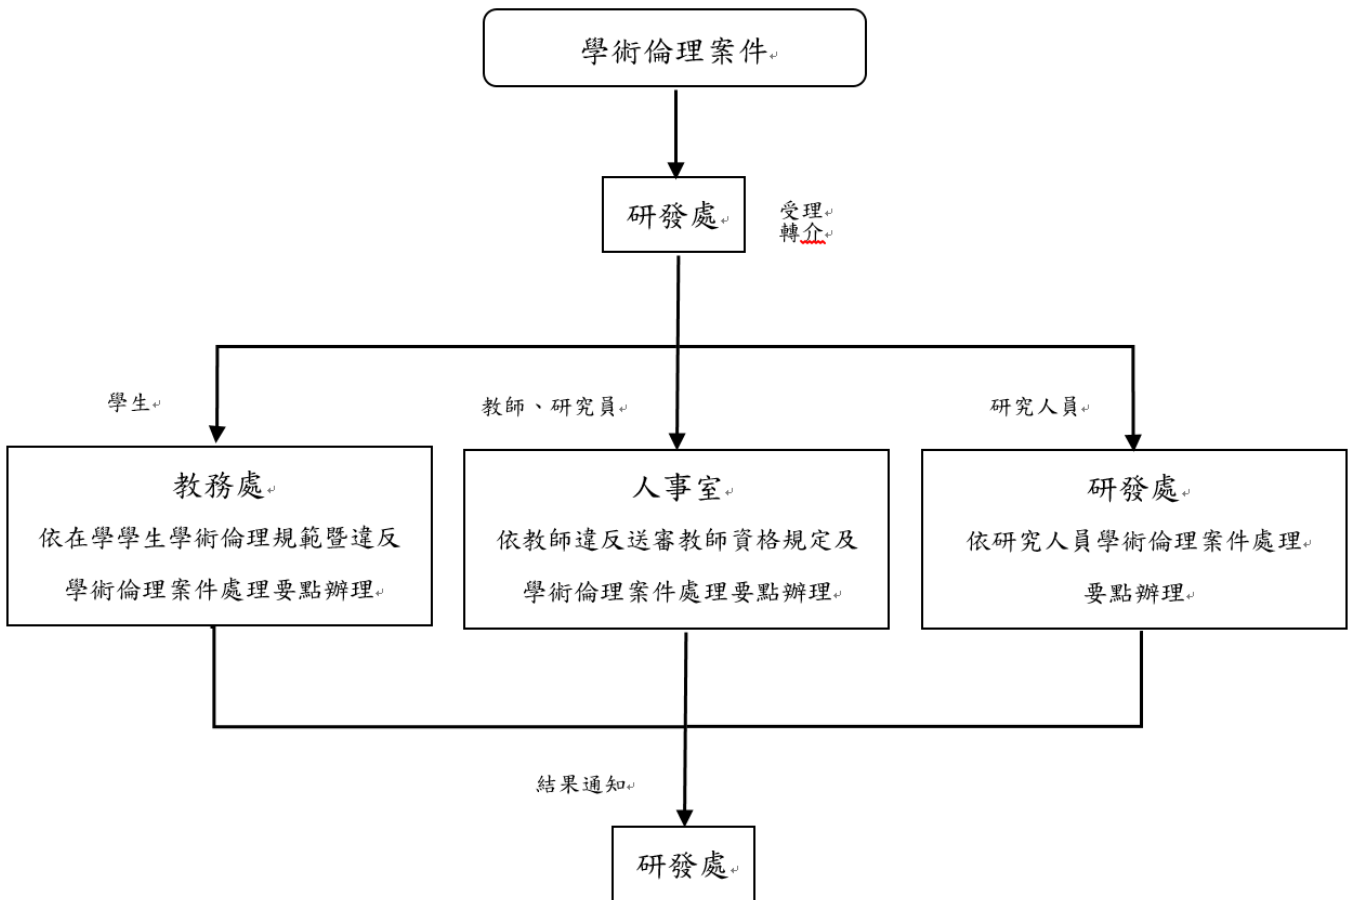 學術倫理案件
研發處
受理
轉介
學生
教師、研究員
研究人員
教務處
依在學學生學術倫理規範暨違反
學術倫理案件處理要點辦理
人事室
依教師違反送審教師資格規定及
學術倫理案件處理要點辦理
研發處
依研究人員學術倫理案件處理
要點辦理
結果通知
研發處